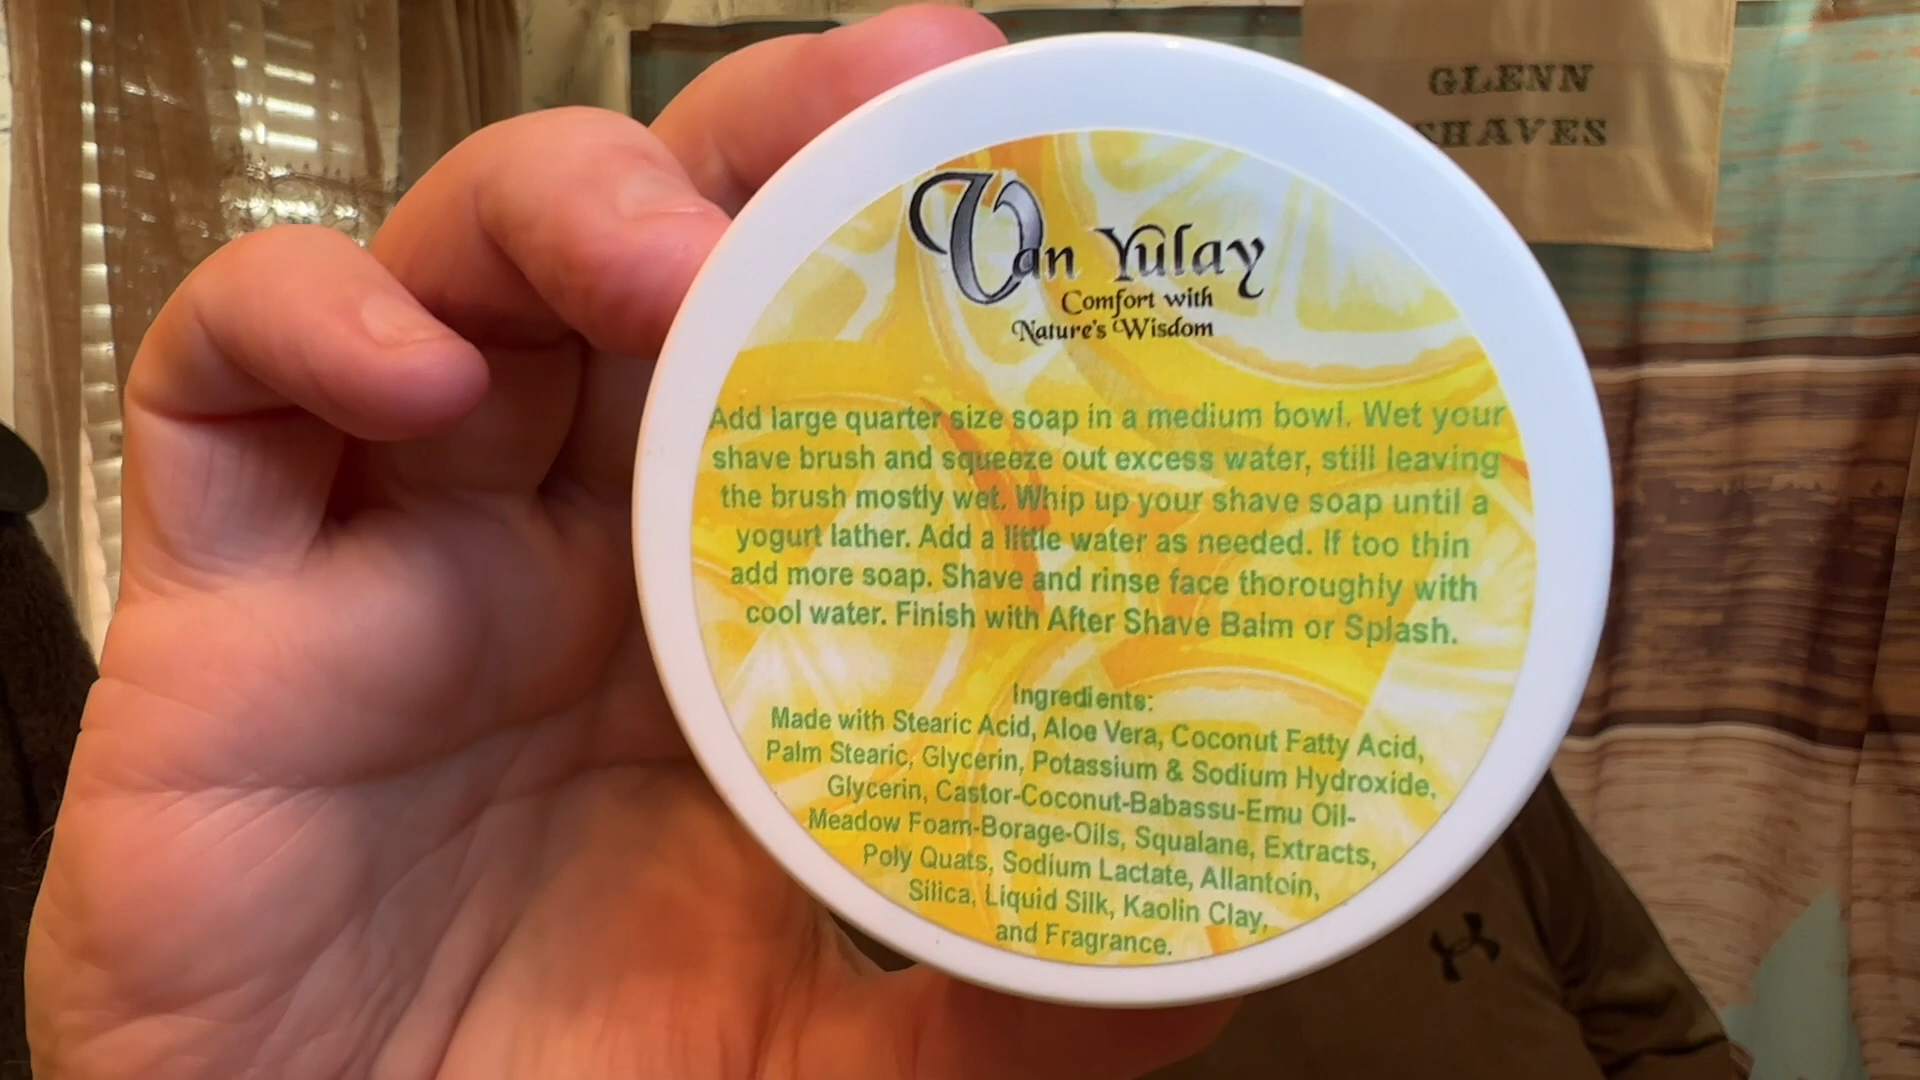 GLENN
SHAVES
Van Yulay
Comfort with
Nature's Wisdom
Add large quarter size soap in a medium bowl. Wet your
shave brush and squeeze out excess water, still leaving
the brush mostly wet. Whip up your shave soap until a
yogurt lather. Add a little water as needed. If too thin
add more soap. Shave and rinse face thoroughly with
cool water. Finish with After Shave Balm or Splash.
Ingredients:
Made with Stearic Acid, Aloe Vera, Coconut Fatty Acid,
Palm Stearic, Glycerin, Potassium & Sodium Hydroxide,
Glycerin, Castor-Coconut-Babassu-Emu Oil-
Meadow Foam-Borage-Oils, Squalane, Extracts,
Poly Quats, Sodium Lactate, Allantoin,
Silica, Liquid Silk, Kaolin Clay,
and Fragrance.